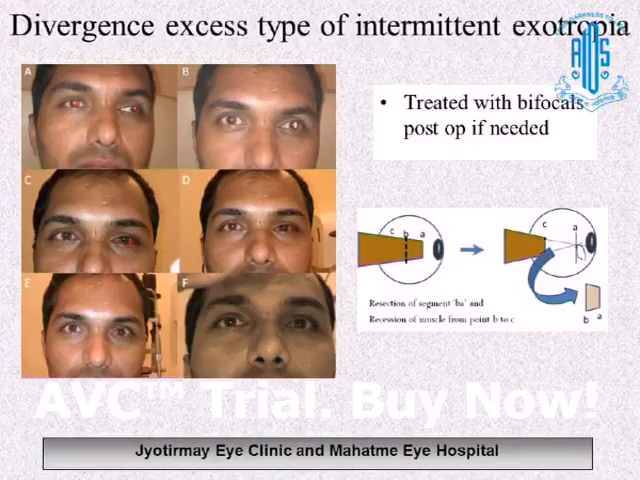 Divergence excess type of intermittent exotropia
A
B
C
D
E
F
• Treated with bifocals
post op if needed
AIOS
c b a
c a
b a
Resection of segment 'ba' and
Recession of muscle from point b to c
AVC™ Trial. Buy Now!
Jyotirmay Eye Clinic and Mahatme Eye Hospital